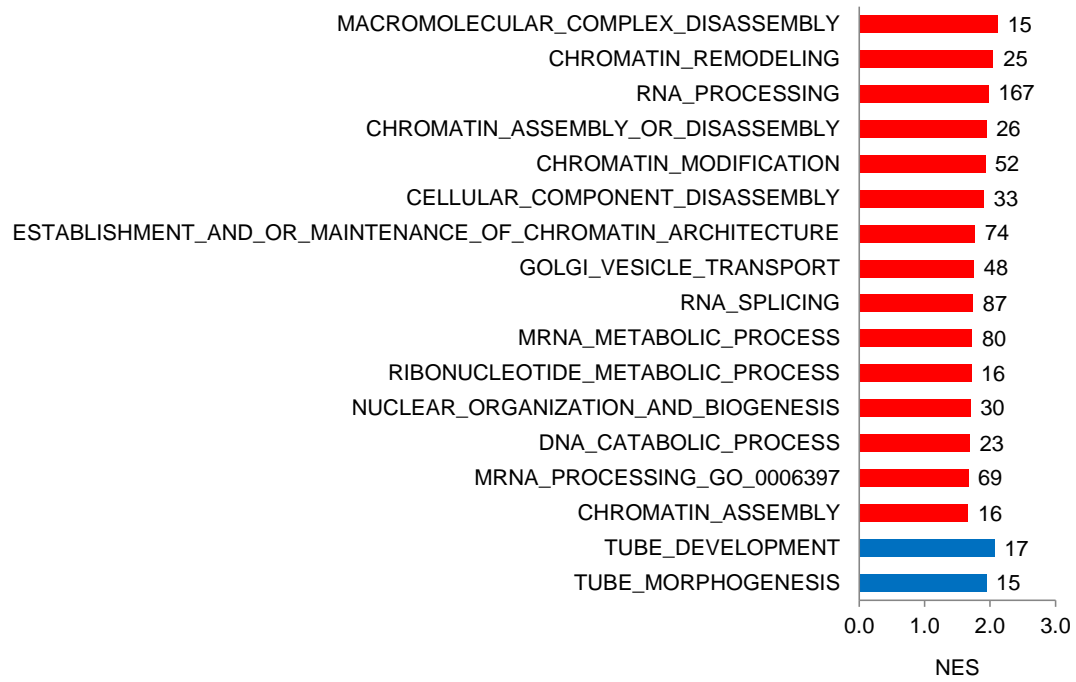 MACROMOLECULAR_COMPLEX_DISASSEMBLY 15
CHROMATIN_REMODELING 25
RNA_PROCESSING 167
CHROMATIN_ASSEMBLY_OR_DISASSEMBLY 26
CHROMATIN_MODIFICATION 52
CELLULAR_COMPONENT_DISASSEMBLY 33
ESTABLISHMENT_AND_OR_MAINTENANCE_OF_CHROMATIN_ARCHITECTURE 74
GOLGI_VESICLE_TRANSPORT 48
RNA_SPLICING 87
MRNA_METABOLIC_PROCESS 80
RIBONUCLEOTIDE_METABOLIC_PROCESS 16
NUCLEAR_ORGANIZATION_AND_BIOGENESIS 30
DNA_CATABOLIC_PROCESS 23
MRNA_PROCESSING_GO_0006397 69
CHROMATIN_ASSEMBLY 16
TUBE_DEVELOPMENT 17
TUBE_MORPHOGENESIS 15
0.0 1.0 2.0 3.0
NES